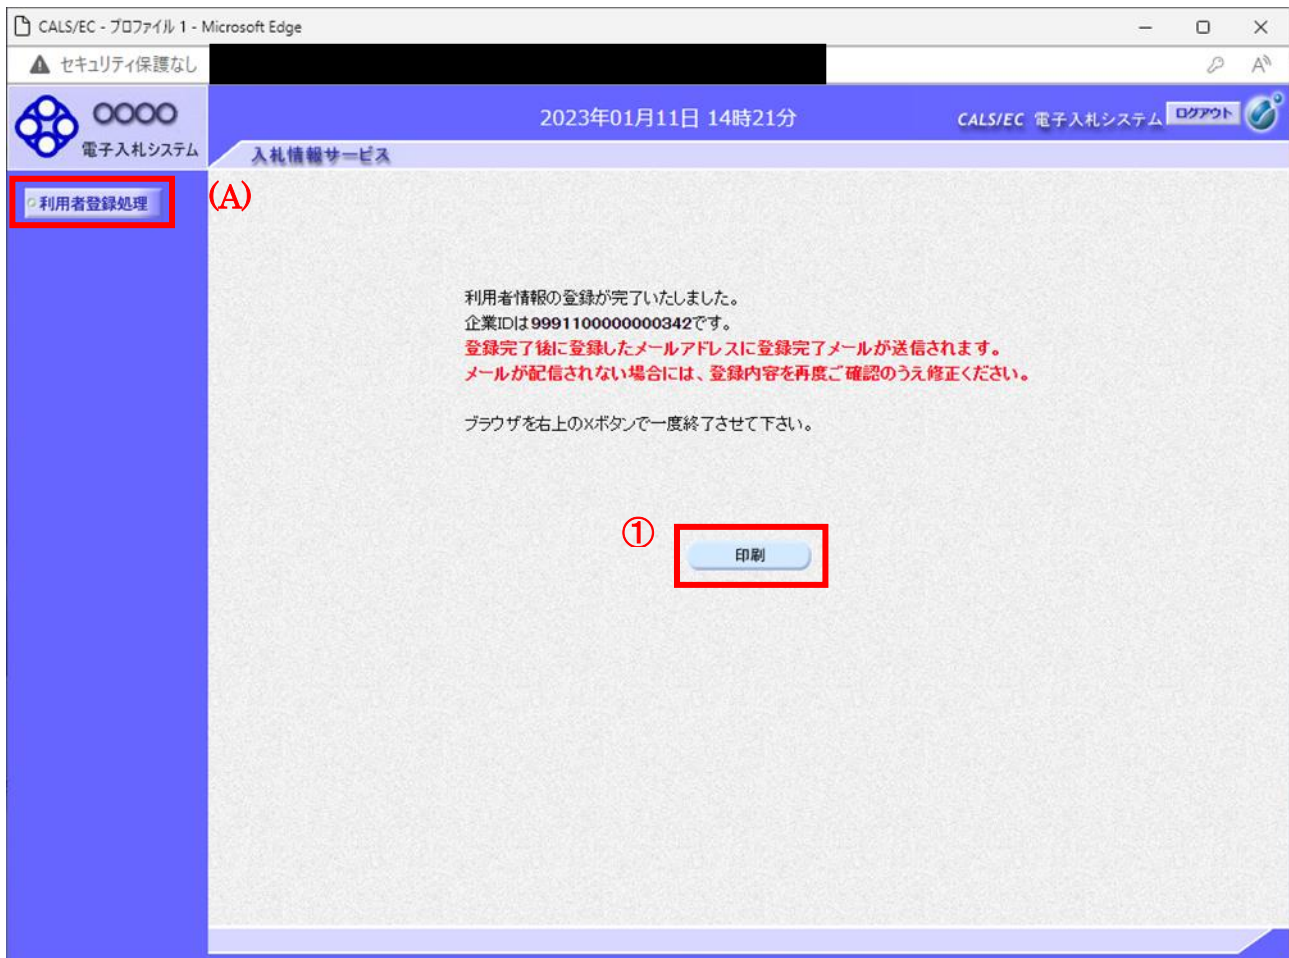 CALS/EC - プロファイル 1 - Microsoft Edge
セキュリティ保護なし
〇〇〇〇
電子入札システム
2023年01月11日 14時21分
CALS/EC 電子入札システム
ログアウト
入札情報サービス
利用者登録処理
(A)
利用者情報の登録が完了いたしました。
企業IDは9991100000000342です。
登録完了後に登録したメールアドレスに登録完了メールが送信されます。
メールが配信されない場合には、登録内容を再度ご確認のうえ修正ください。
ブラウザを右上の×ボタンで一度終了させて下さい。
①
印刷